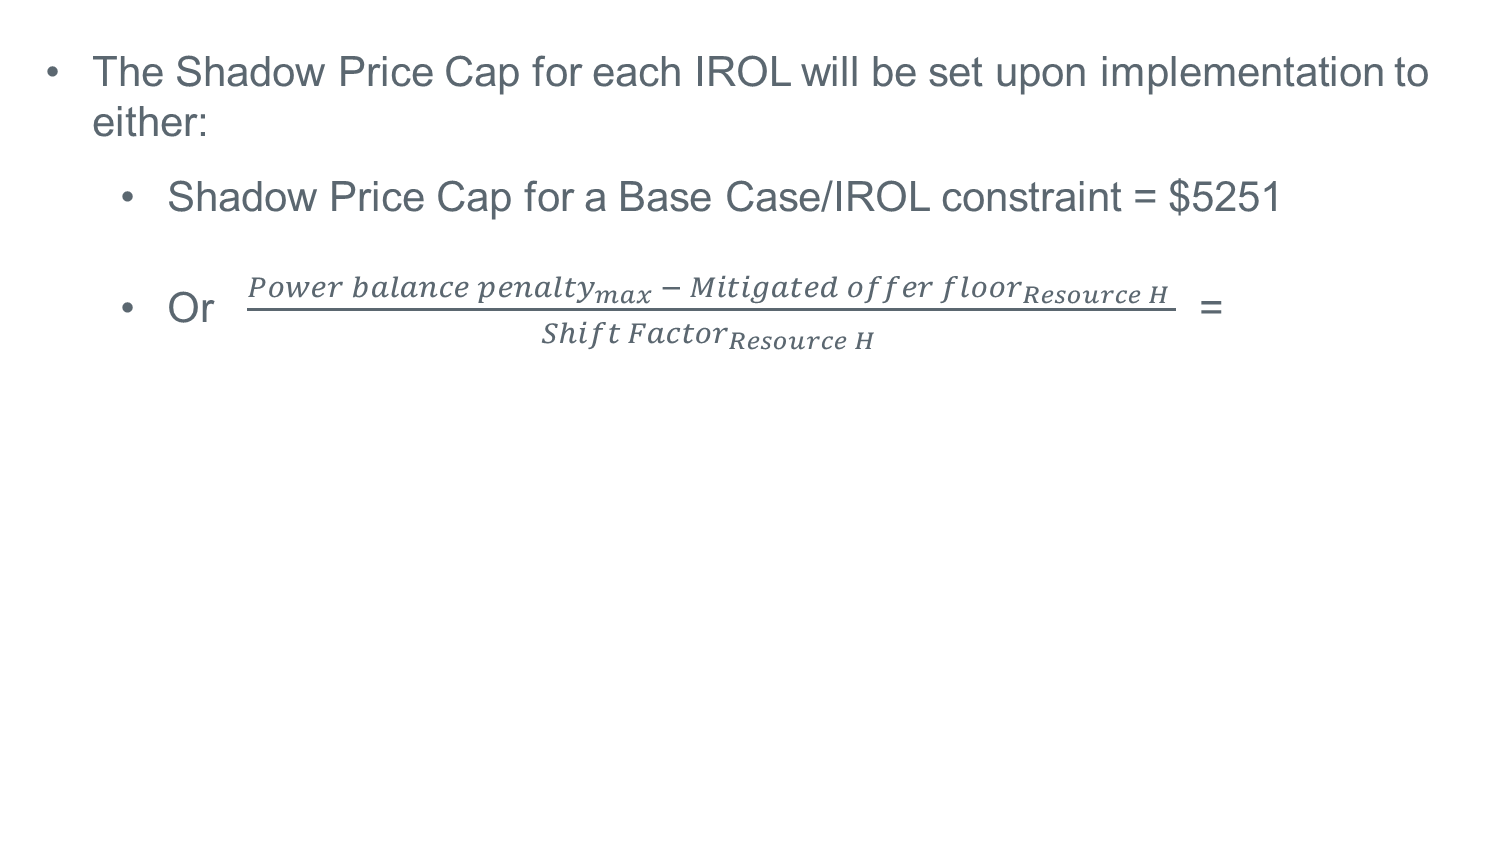 • The Shadow Price Cap for each IROL will be set upon implementation to
either:
• Shadow Price Cap for a Base Case/IROL constraint = $5251
• Or Power balance penalty_max − Mitigated offer floor_Resource H =
Shift Factor_Resource H